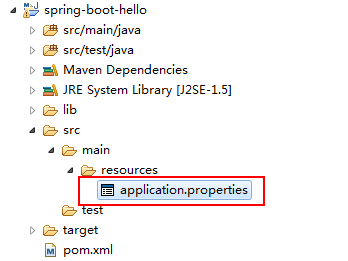 spring-boot-hello
src/main/java
src/test/java
Maven Dependencies
JRE System Library [J2SE-1.5]
lib
src
main
resources
application.properties
test
target
pom.xml